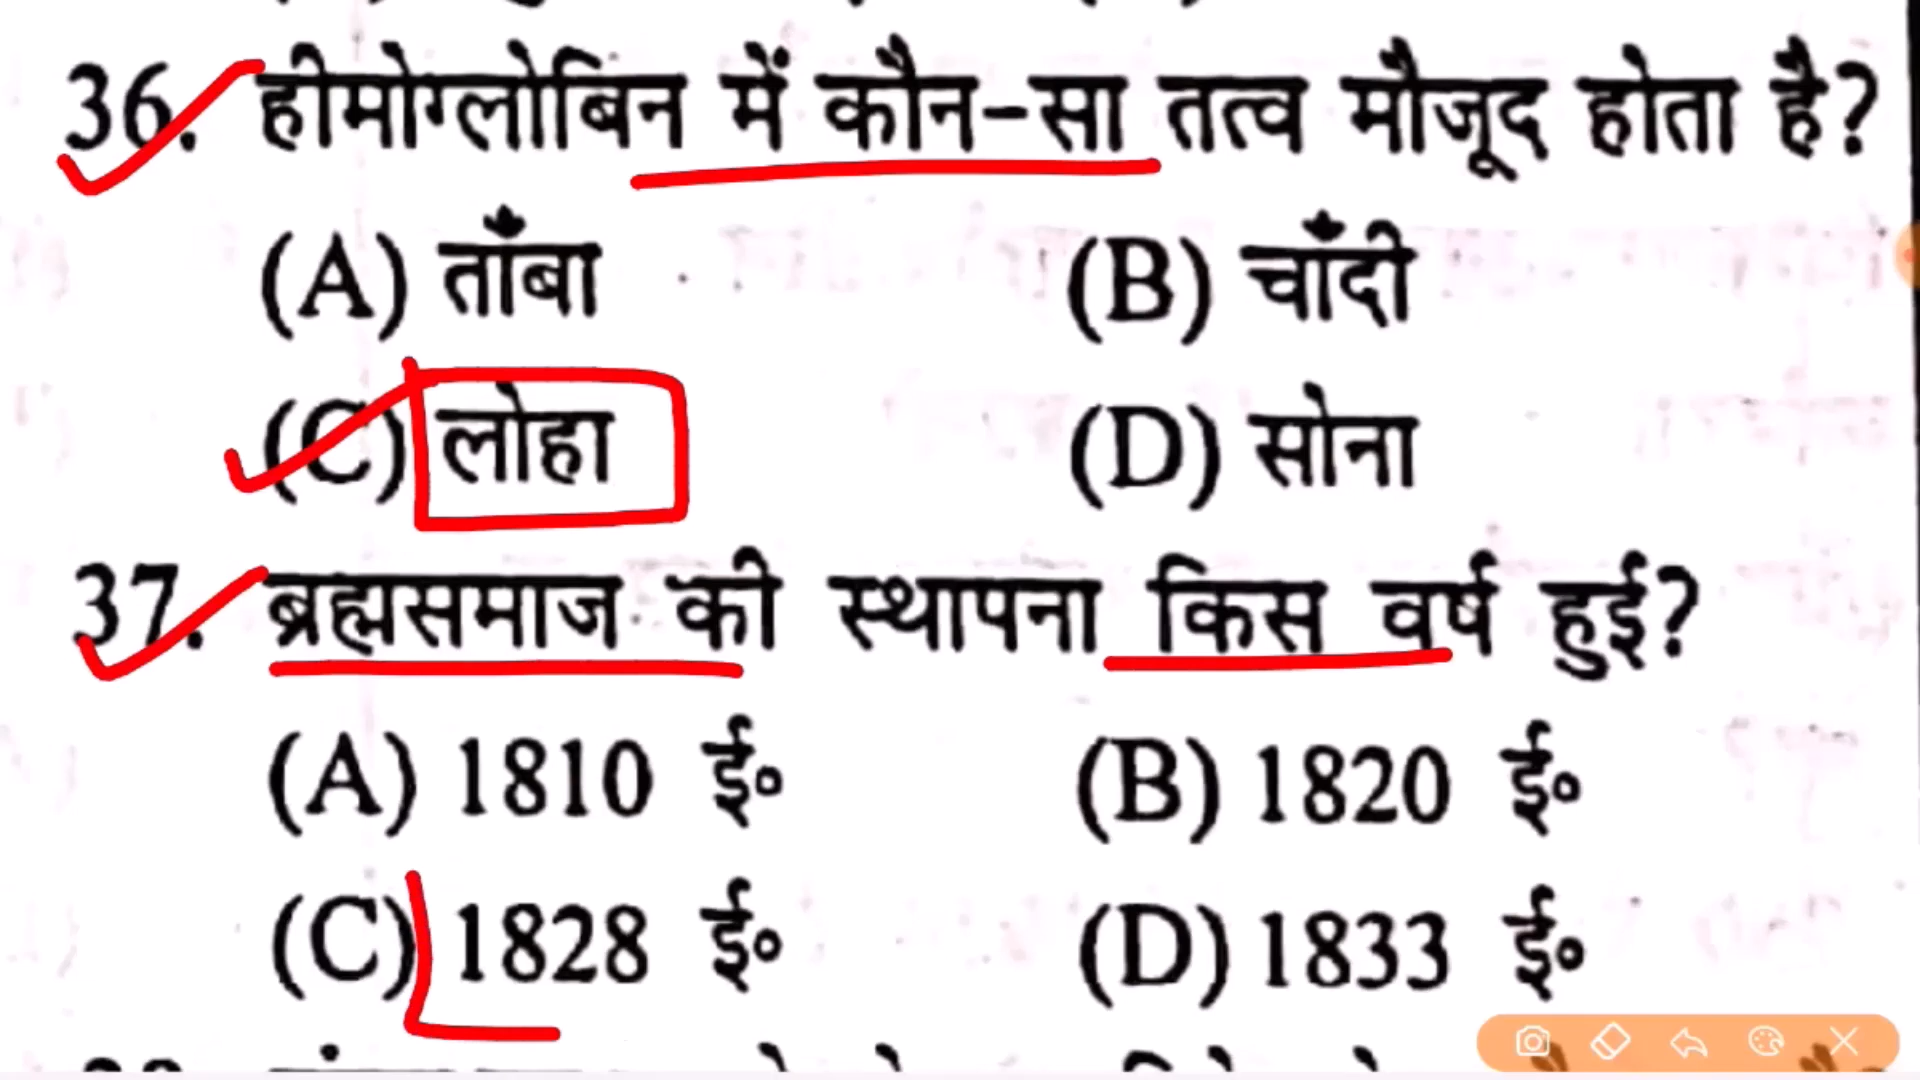 36. हीमोग्लोबिन में कौन-सा तत्व मौजूद होता है?
(A) ताँबा (B) चाँदी
(C) लोहा (D) सोना
37. ब्रह्मसमाज की स्थापना किस वर्ष हुई?
(A) 1810 ई० (B) 1820 ई०
(C) 1828 ई० (D) 1833 ई०